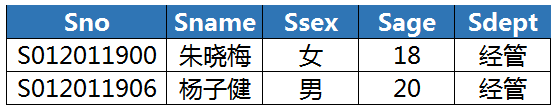 Sno Sname Ssex Sage Sdept
S012011900 朱晓梅 女 18 经管
S012011906 杨子健 男 20 经管